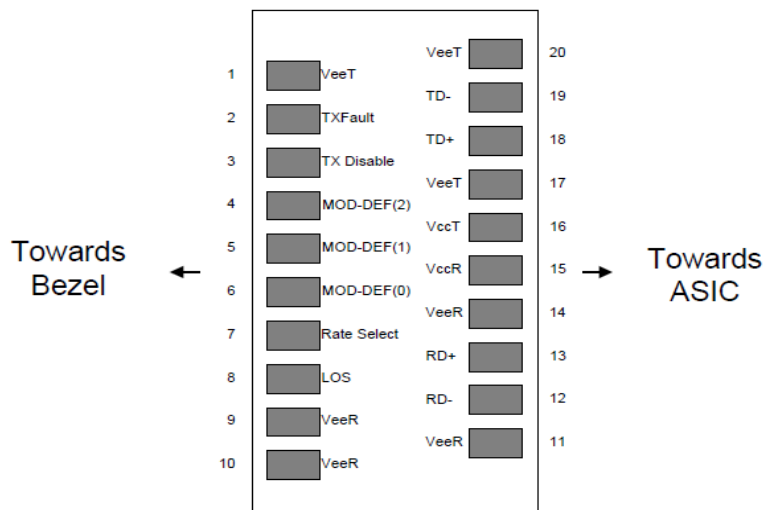 VeeT 20
1 VeeT
TD- 19
2 TXFault
TD+ 18
3 TX Disable
VeeT 17
4 MOD-DEF(2)
VccT 16
5 MOD-DEF(1)
Towards
Bezel
VccR 15
Towards
ASIC
6 MOD-DEF(0)
VeeR 14
7 Rate Select
RD+ 13
8 LOS
RD- 12
9 VeeR
VeeR 11
10 VeeR